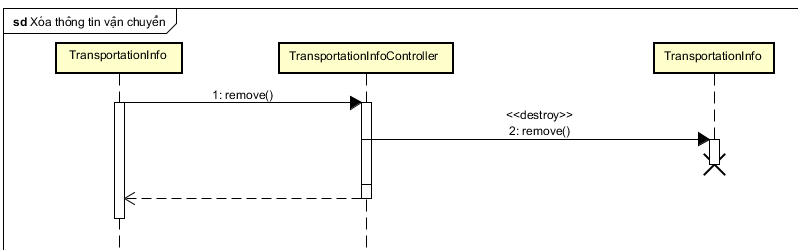 sd Xóa thông tin vận chuyển
TransportationInfo
TransportationInfoController
TransportationInfo
1: remove()
<<destroy>>
2: remove()